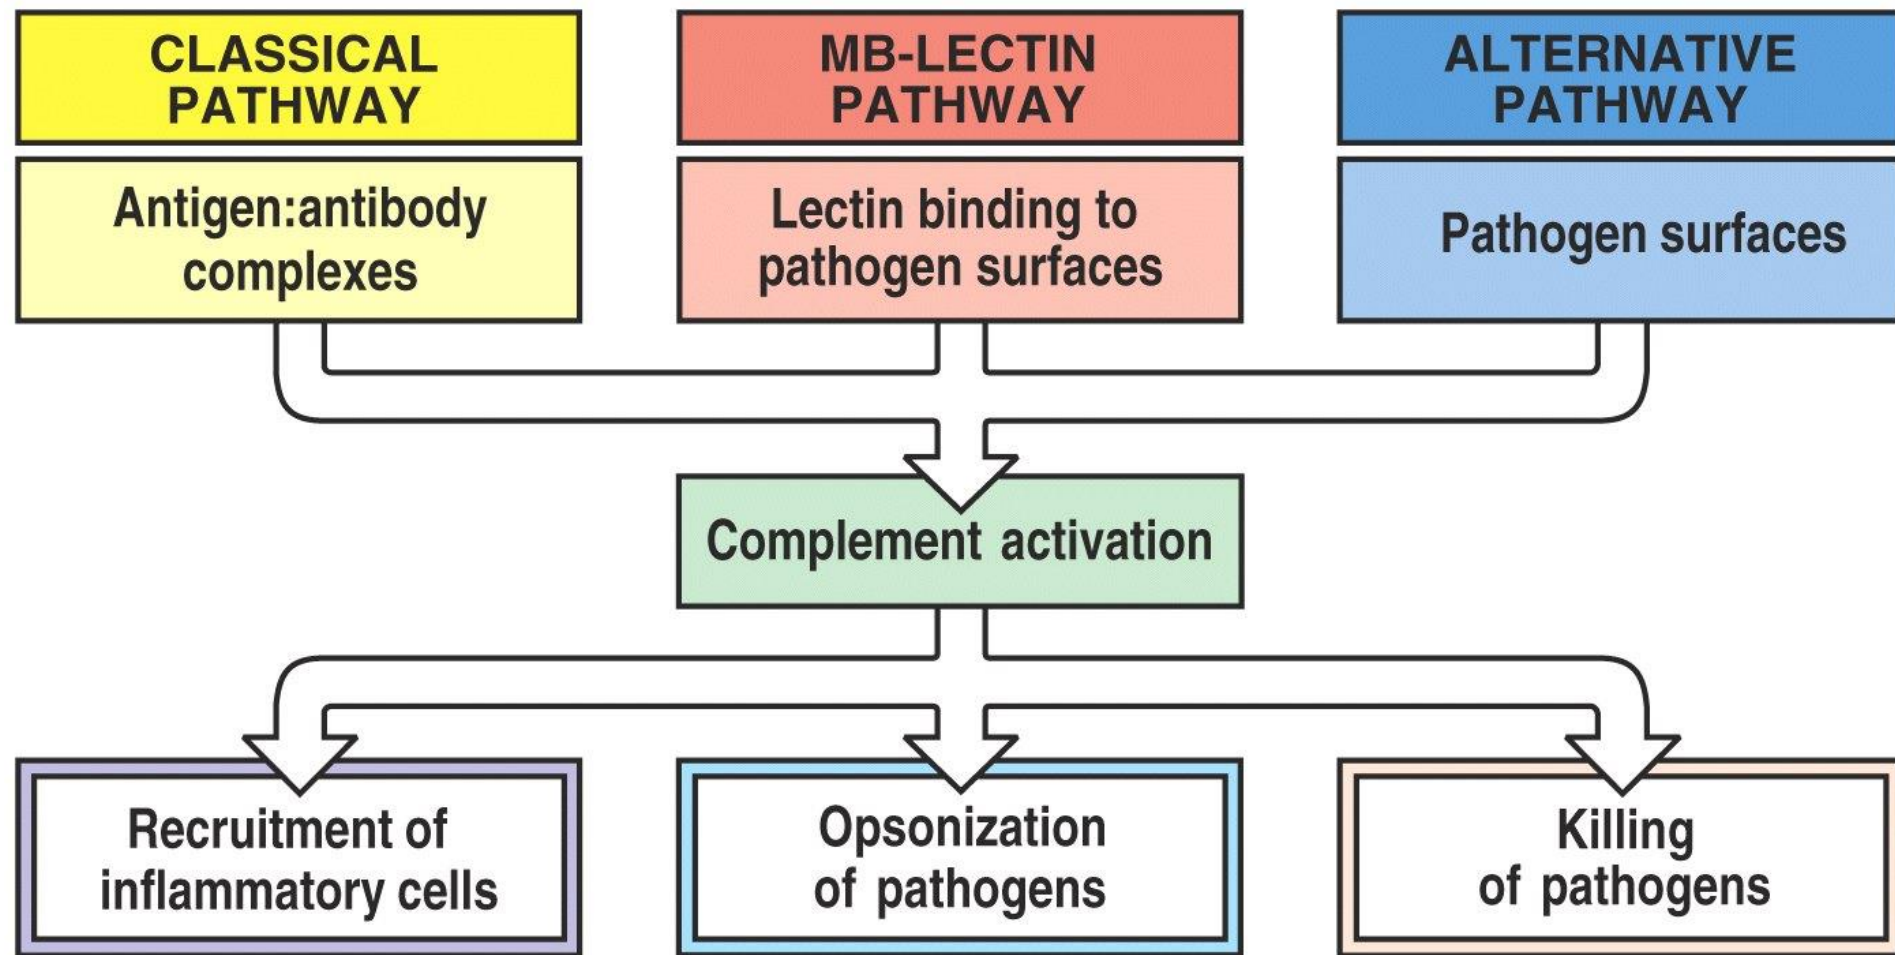 CLASSICAL
PATHWAY
Antigen:antibody
complexes
MB-LECTIN
PATHWAY
Lectin binding to
pathogen surfaces
ALTERNATIVE
PATHWAY
Pathogen surfaces
Complement activation
Recruitment of
inflammatory cells
Opsonization
of pathogens
Killing
of pathogens